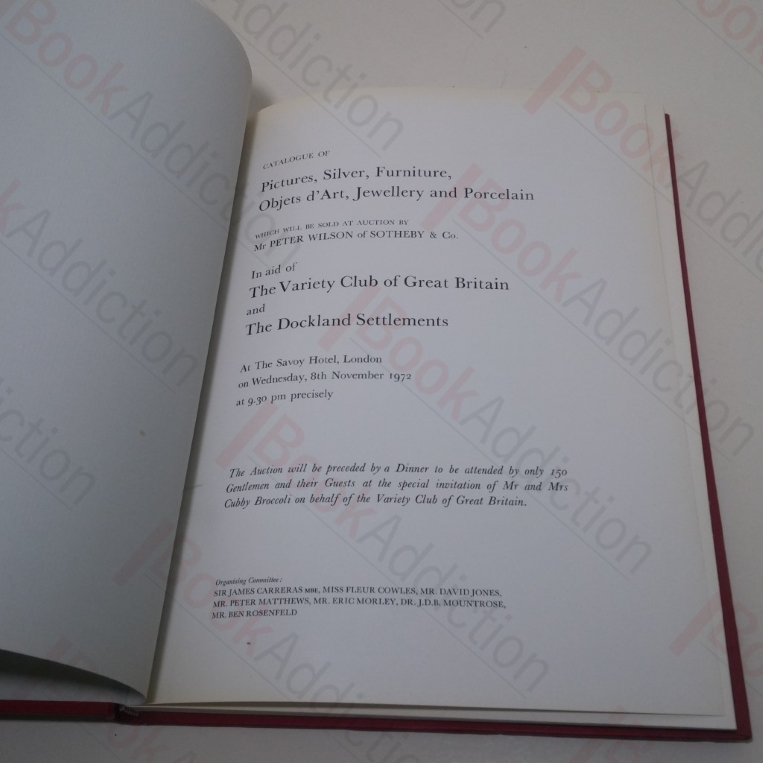 CATALOGUE OF
Pictures, Silver, Furniture,
Objets d'Art, Jewellery and Porcelain
WHICH WILL BE SOLD AT AUCTION BY
Mr PETER WILSON of SOTHEBY & Co.
In aid of
The Variety Club of Great Britain
and
The Dockland Settlements
At The Savoy Hotel, London
on Wednesday, 8th November 1972
at 9.30 pm precisely
The Auction will be preceded by a Dinner to be attended by only 150
Gentlemen and their Guests at the special invitation of Mr and Mrs
Cubby Broccoli on behalf of the Variety Club of Great Britain.
Organising Committee:
SIR JAMES CARRERAS MBE, MISS FLEUR COWLES, MR. DAVID JONES,
MR. PETER MATTHEWS, MR. ERIC MORLEY, DR. J.D.B. MOUNTROSE,
MR. BEN ROSENFELD
BookAddiction
BookAddiction
BookAddiction
BookAddiction
BookAddiction